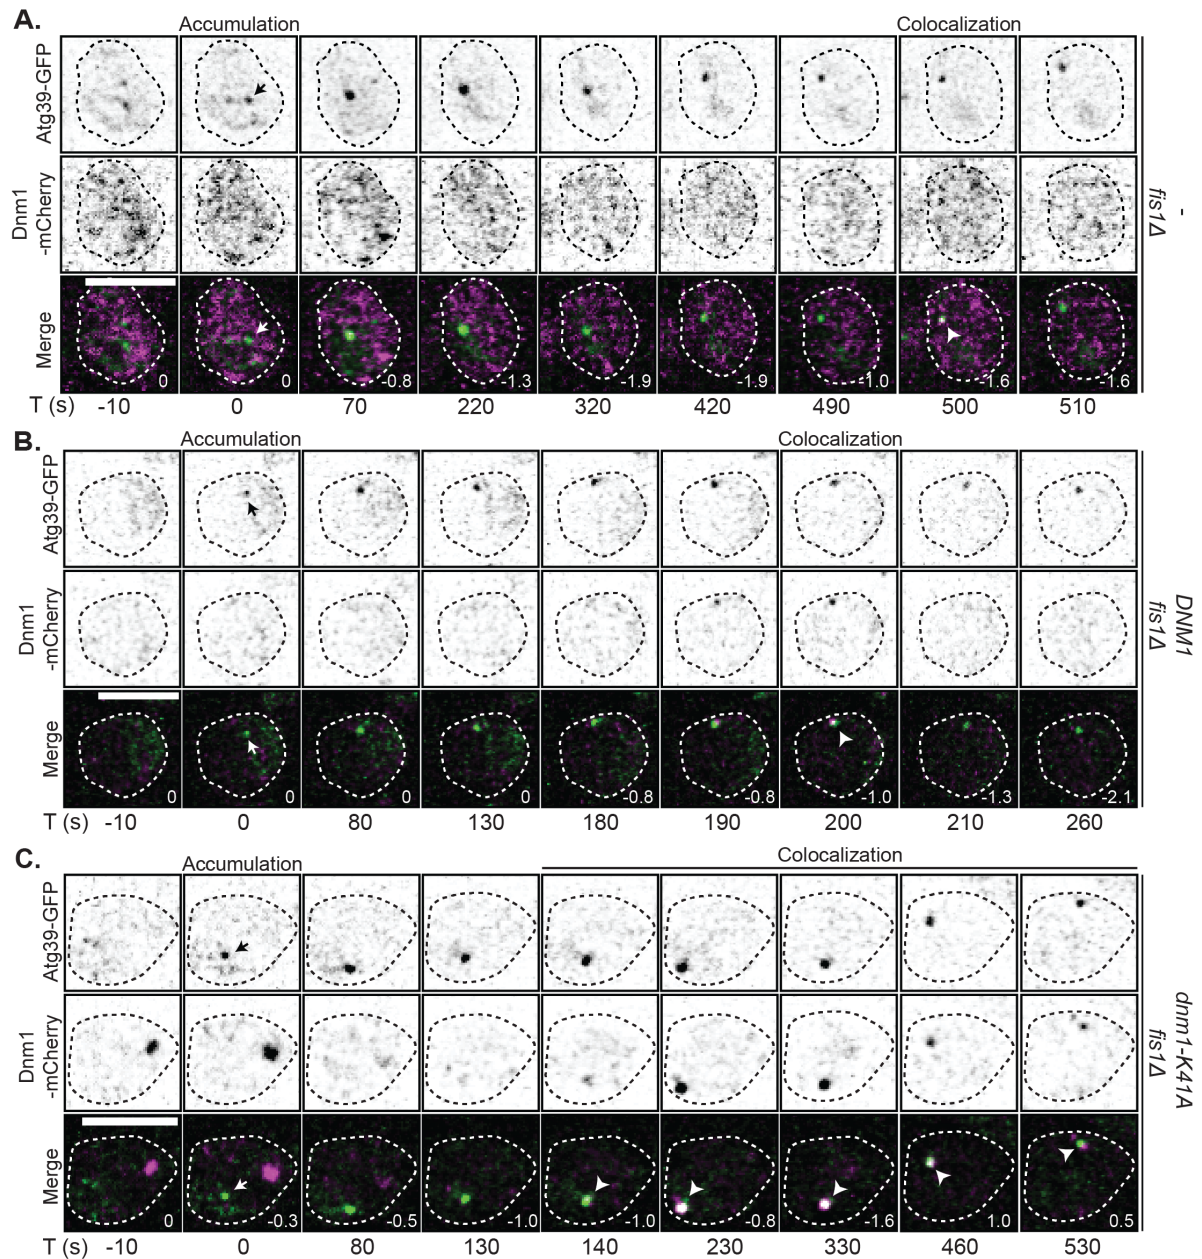 A.
Accumulation
Colocalization
Atg39-GFP
Dnm1
-mCherry
Merge
-
fis1Δ
0 0 -0.8 -1.3 -1.9 -1.9 -1.0 -1.6 -1.6
T (s) -10 0 70 220 320 420 490 500 510
B.
Accumulation
Colocalization
Atg39-GFP
Dnm1
-mCherry
Merge
DNM1
fis1Δ
0 0 0 0 -0.8 -0.8 -1.0 -1.3 -2.1
T (s) -10 0 80 130 180 190 200 210 260
C.
Accumulation
Colocalization
Atg39-GFP
Dnm1
-mCherry
Merge
dnm1-K41A
fis1Δ
0 -0.3 -0.5 -1.0 -1.0 -0.8 -1.6 1.0 0.5
T (s) -10 0 80 130 140 230 330 460 530